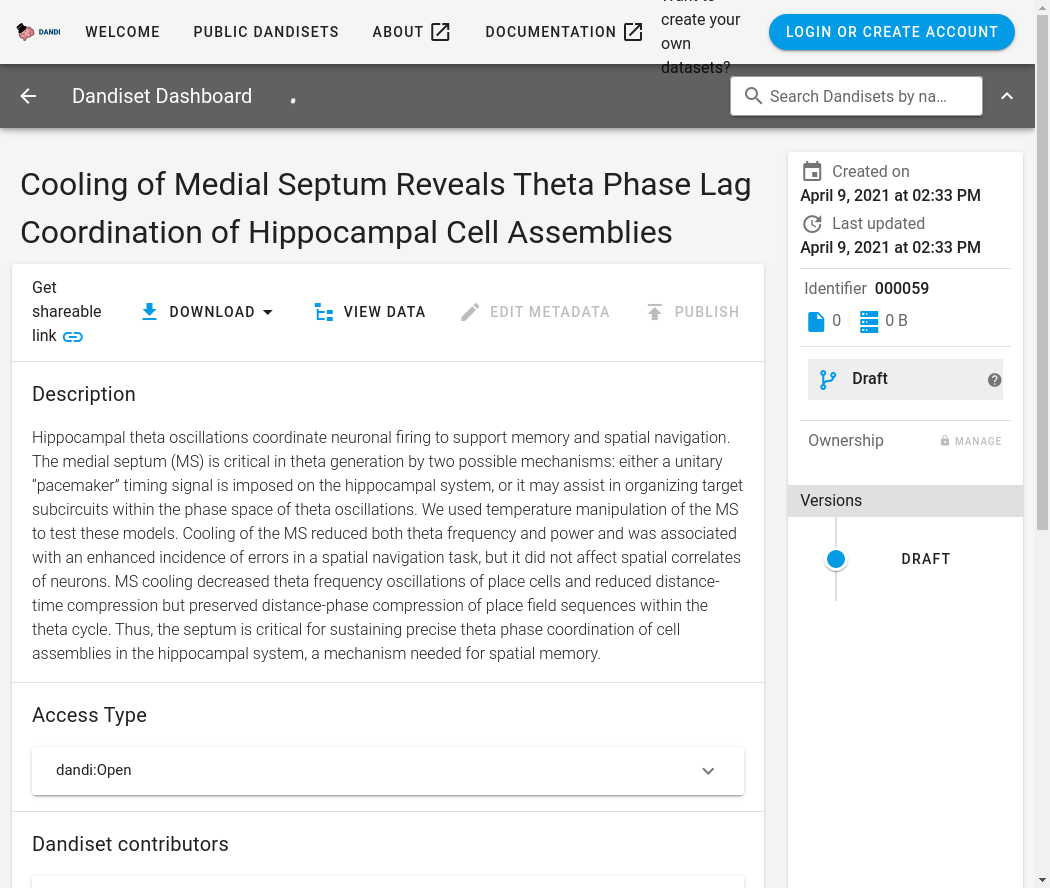 DANDI
WELCOME
PUBLIC DANDISETS
ABOUT
DOCUMENTATION
create your
own
datasets?
LOGIN OR CREATE ACCOUNT
Dandiset Dashboard
Search Dandisets by na…
Cooling of Medial Septum Reveals Theta Phase Lag
Coordination of Hippocampal Cell Assemblies
Get
shareable
link
DOWNLOAD
VIEW DATA
EDIT METADATA
PUBLISH
Description
Hippocampal theta oscillations coordinate neuronal firing to support memory and spatial navigation.
The medial septum (MS) is critical in theta generation by two possible mechanisms: either a unitary
“pacemaker” timing signal is imposed on the hippocampal system, or it may assist in organizing target
subcircuits within the phase space of theta oscillations. We used temperature manipulation of the MS
to test these models. Cooling of the MS reduced both theta frequency and power and was associated
with an enhanced incidence of errors in a spatial navigation task, but it did not affect spatial correlates
of neurons. MS cooling decreased theta frequency oscillations of place cells and reduced distance-
time compression but preserved distance-phase compression of place field sequences within the
theta cycle. Thus, the septum is critical for sustaining precise theta phase coordination of cell
assemblies in the hippocampal system, a mechanism needed for spatial memory.
Access Type
dandi:Open
Dandiset contributors
Created on
April 9, 2021 at 02:33 PM
Last updated
April 9, 2021 at 02:33 PM
Identifier 000059
0
0 B
Draft
Ownership
MANAGE
Versions
DRAFT